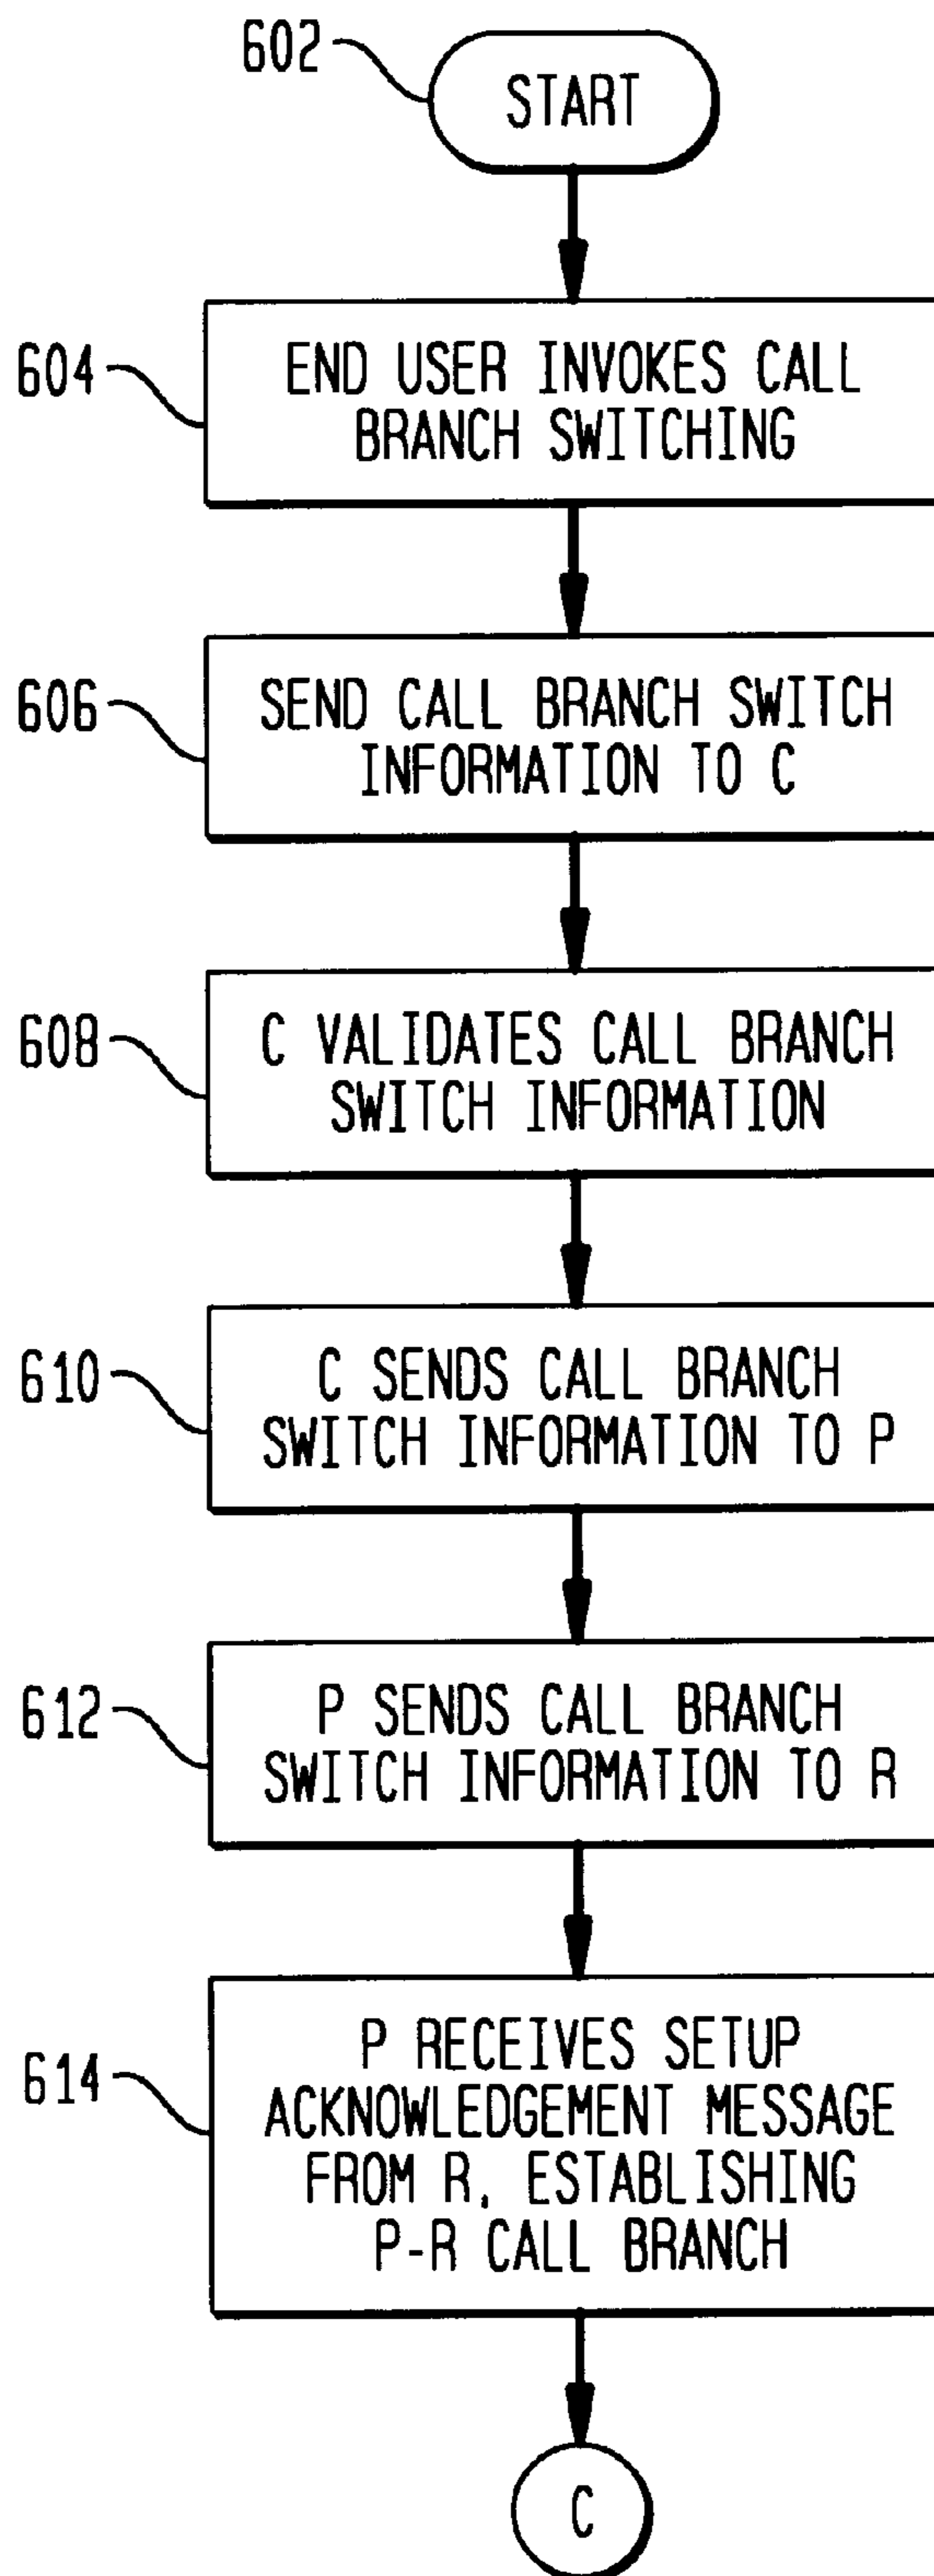 602
START
604
END USER INVOKES CALL
BRANCH SWITCHING
606
SEND CALL BRANCH SWITCH
INFORMATION TO C
608
C VALIDATES CALL BRANCH
SWITCH INFORMATION
610
C SENDS CALL BRANCH
SWITCH INFORMATION TO P
612
P SENDS CALL BRANCH
SWITCH INFORMATION TO R
614
P RECEIVES SETUP
ACKNOWLEDGEMENT MESSAGE
FROM R, ESTABLISHING
P-R CALL BRANCH
C